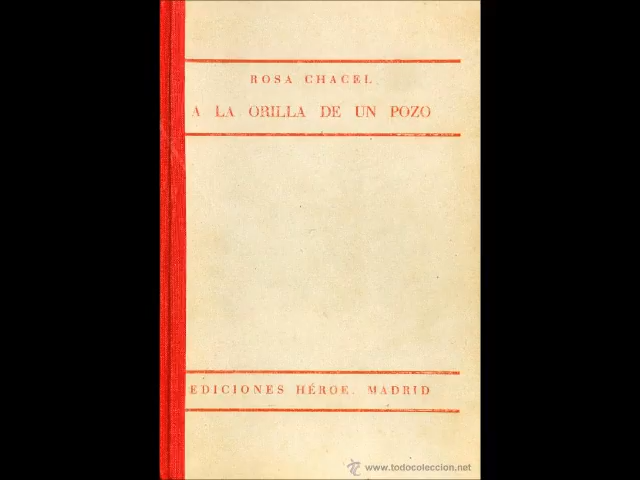 ROSA CHACEL
A LA ORILLA DE UN POZO
EDICIONES HÉROE. MADRID
www.todocoleccion.net